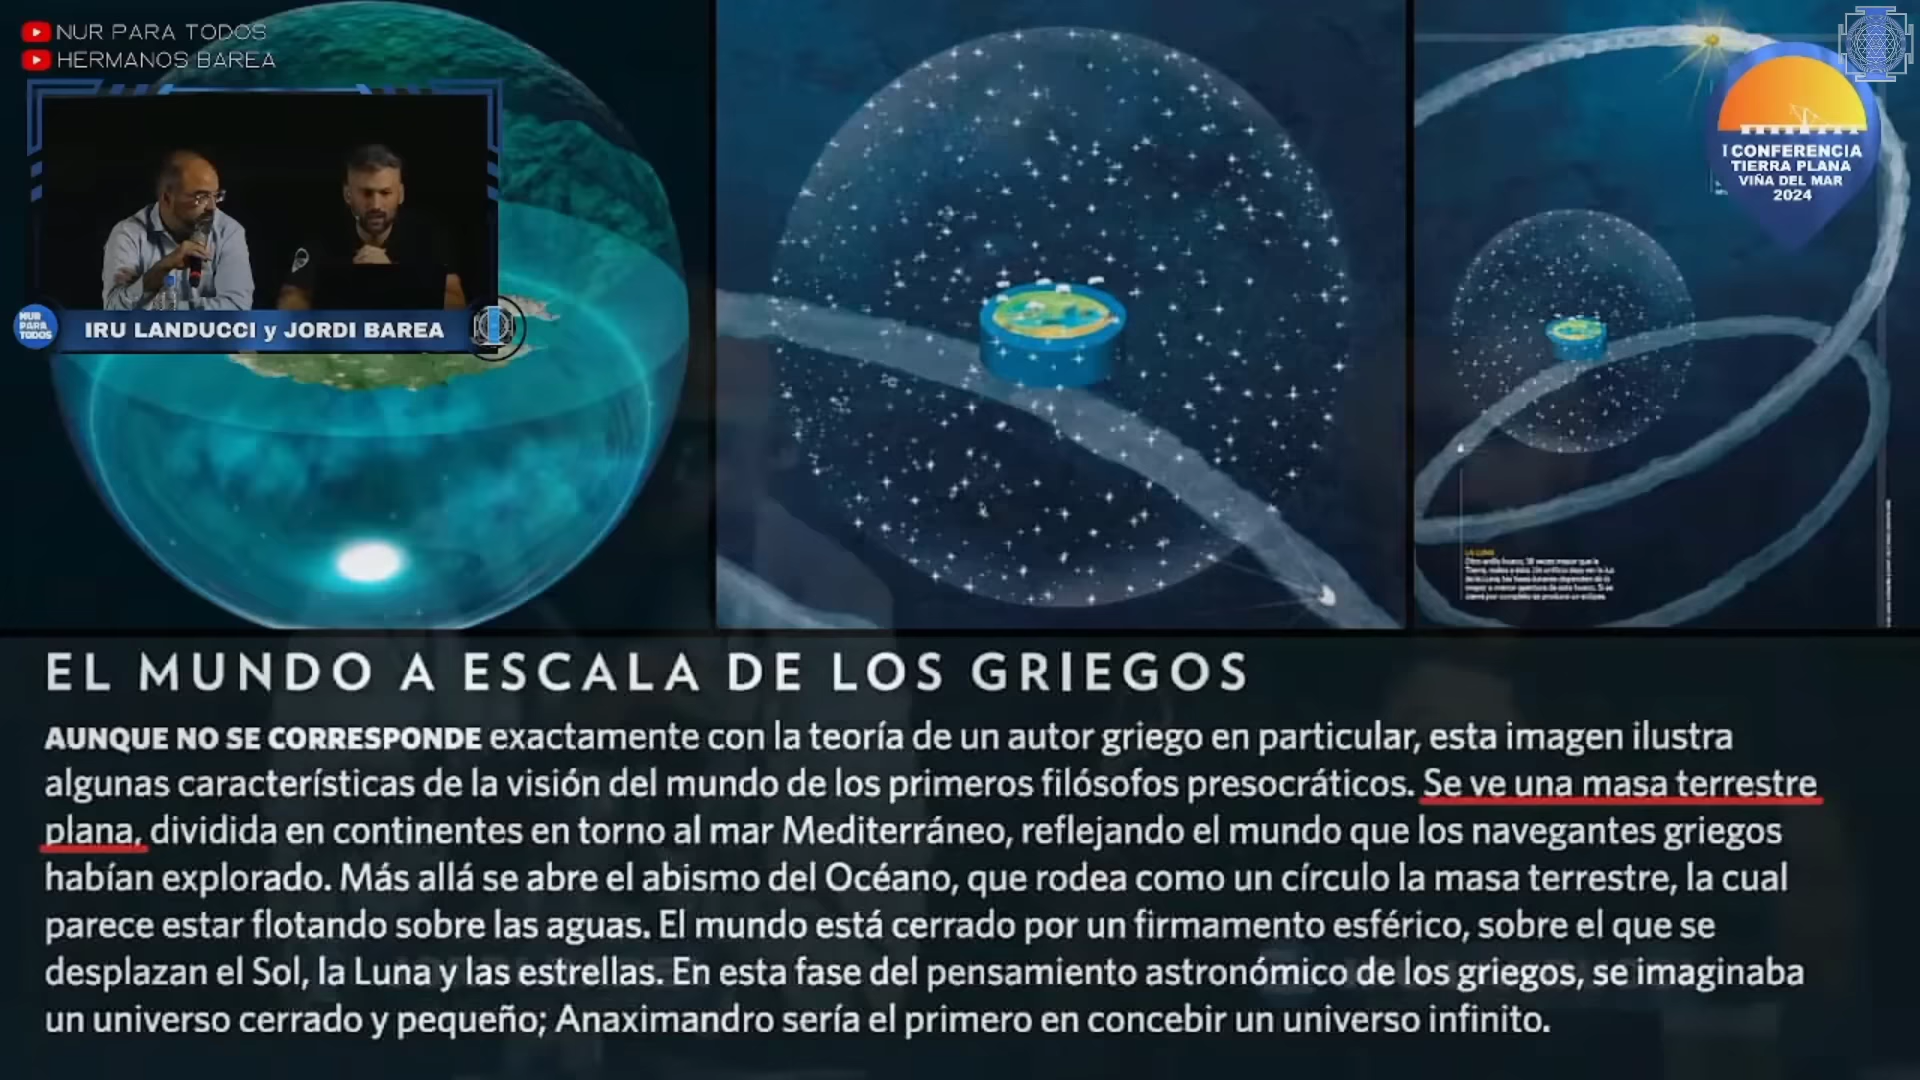 NUR PARA TODOS
HERMANOS BAREA
I CONFERENCIA
TIERRA PLANA
VIÑA DEL MAR
2024
NUR
PARA
TODOS
IRU LANDUCCI y JORDI BAREA
LA LUNA
EL MUNDO A ESCALA DE LOS GRIEGOS
AUNQUE NO SE CORRESPONDE exactamente con la teoría de un autor griego en particular, esta imagen ilustra
algunas características de la visión del mundo de los primeros filósofos presocráticos. Se ve una masa terrestre
plana, dividida en continentes en torno al mar Mediterráneo, reflejando el mundo que los navegantes griegos
habían explorado. Más allá se abre el abismo del Océano, que rodea como un círculo la masa terrestre, la cual
parece estar flotando sobre las aguas. El mundo está cerrado por un firmamento esférico, sobre el que se
desplazan el Sol, la Luna y las estrellas. En esta fase del pensamiento astronómico de los griegos, se imaginaba
un universo cerrado y pequeño; Anaximandro sería el primero en concebir un universo infinito.